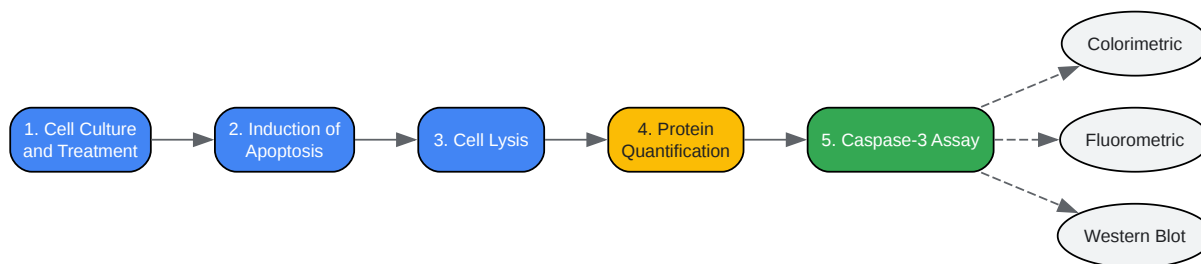 1. Cell Culture
and Treatment
2. Induction of
Apoptosis
3. Cell Lysis
4. Protein
Quantification
5. Caspase-3 Assay
Colorimetric
Fluorometric
Western Blot